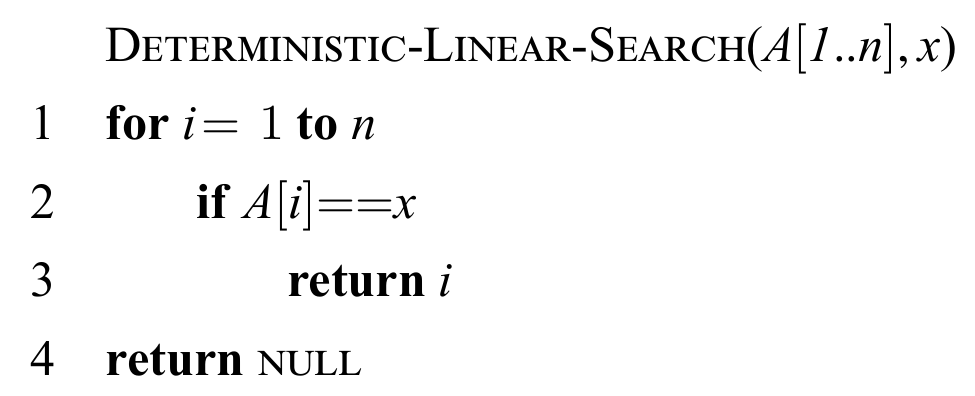 DETERMINISTIC-LINEAR-SEARCH(A[1..n], x)
1 for i= 1 to n
2 if A[i]==x
3 return i
4 return NULL